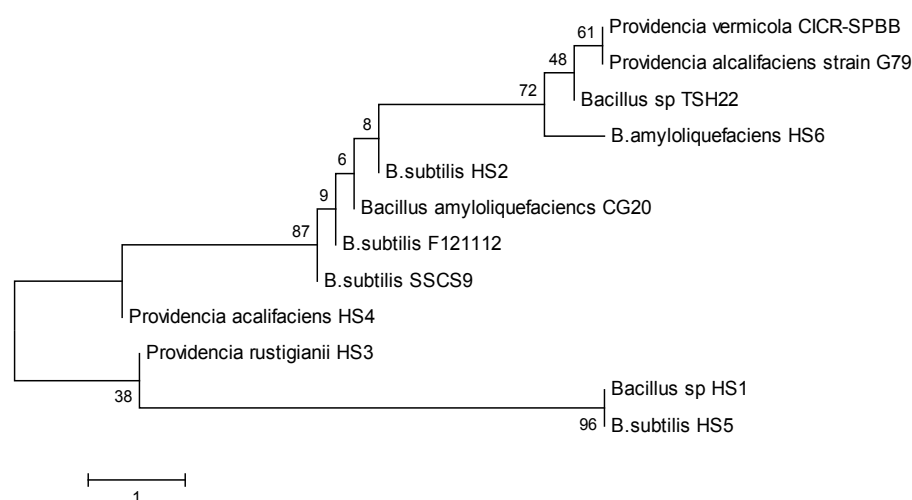 Providencia vermicola CICR-SPBB
61
Providencia alcalifaciens strain G79
48
Bacillus sp TSH22
72
B.amyloliquefaciens HS6
8
B.subtilis HS2
6
Bacillus amyloliquefaciencs CG20
9
B.subtilis F121112
87
B.subtilis SSCS9
Providencia acalifaciens HS4
Providencia rustigianii HS3
38
Bacillus sp HS1
96
B.subtilis HS5
1